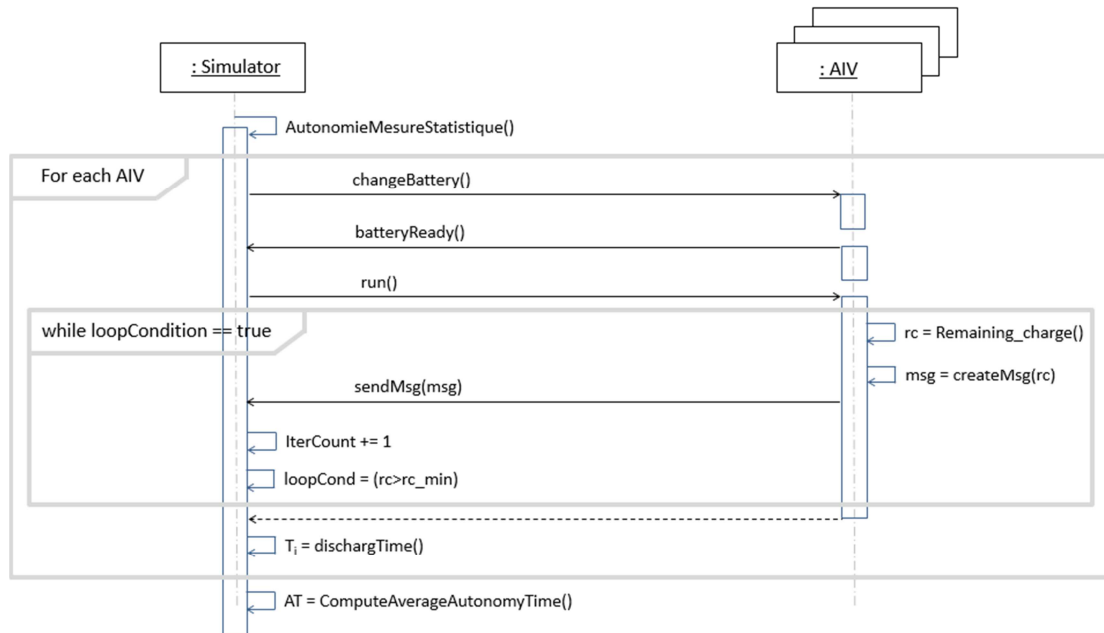 : Simulator
: AIV
AutonomieMesureStatistique()
For each AIV
changeBattery()
batteryReady()
run()
while loopCondition == true
rc = Remaining_charge()
msg = createMsg(rc)
sendMsg(msg)
IterCount += 1
loopCond = (rc>rc_min)
Tᵢ = dischargTime()
AT = ComputeAverageAutonomyTime()